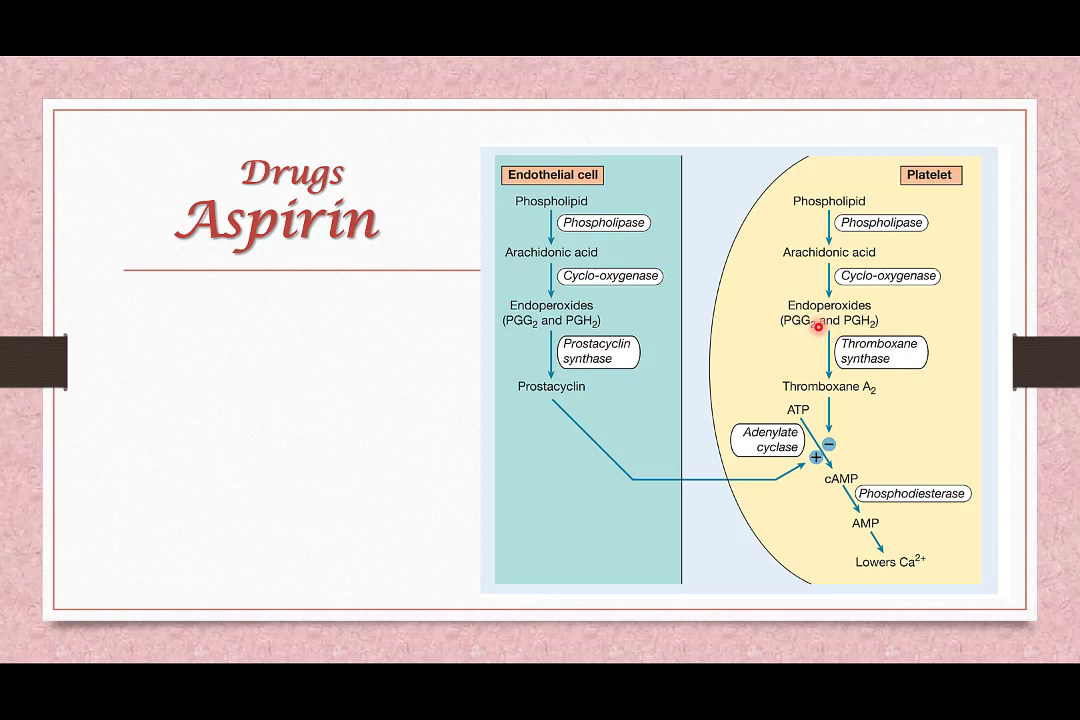 Drugs
Aspirin
Endothelial cell
Phospholipid
Phospholipase
Arachidonic acid
Cyclo-oxygenase
Endoperoxides
(PGG₂ and PGH₂)
Prostacyclin
synthase
Prostacyclin
Platelet
Phospholipid
Phospholipase
Arachidonic acid
Cyclo-oxygenase
Endoperoxides
(PGG₂ and PGH₂)
Thromboxane
synthase
Thromboxane A₂
ATP
Adenylate
cyclase
−
+
cAMP
Phosphodiesterase
AMP
Lowers Ca²⁺